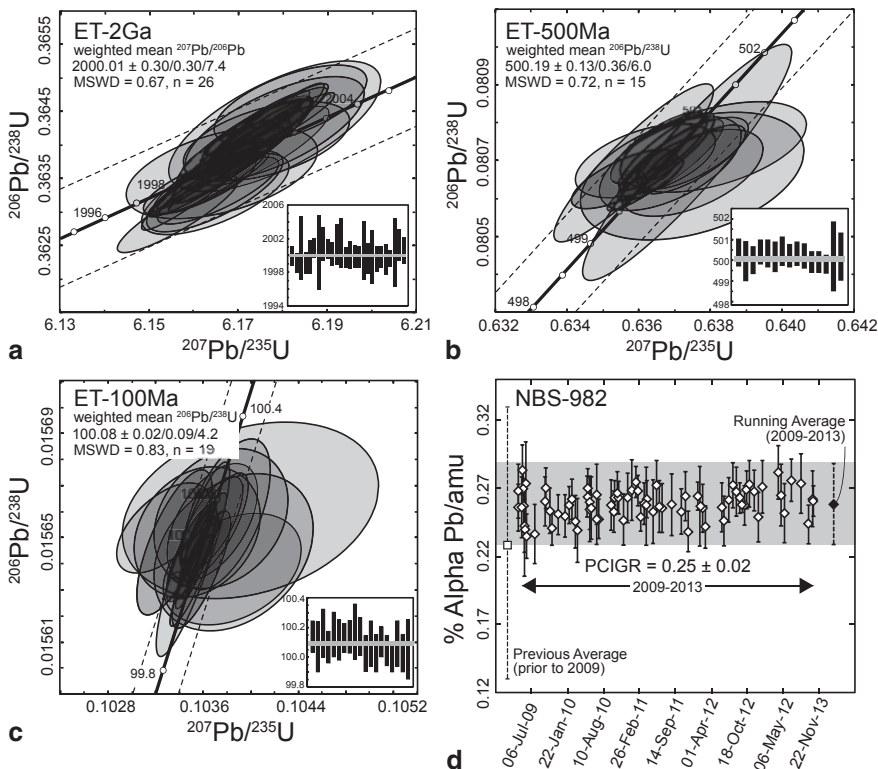 ET-2Ga
weighted mean ²⁰⁷Pb/²⁰⁶Pb
2000.01 ± 0.30/0.30/7.4
MSWD = 0.67, n = 26
²⁰⁶Pb/²³⁸U
0.3655
0.3645
0.3635
0.3625
2004
1998
1996
2006
2002
1998
1994
6.13
6.15
6.17
6.19
6.21
²⁰⁷Pb/²³⁵U
a
ET-500Ma
weighted mean ²⁰⁶Pb/²³⁸U
500.19 ± 0.13/0.36/6.0
MSWD = 0.72, n = 15
²⁰⁶Pb/²³⁸U
0.0809
0.0807
0.0805
502
499
498
502
501
500
499
498
0.632
0.634
0.636
0.638
0.640
0.642
²⁰⁷Pb/²³⁵U
b
ET-100Ma
weighted mean ²⁰⁶Pb/²³⁸U
100.08 ± 0.02/0.09/4.2
MSWD = 0.83, n = 19
²⁰⁶Pb/²³⁸U
0.01569
0.01565
0.01561
100.4
99.8
100.4
100.2
100.0
99.8
0.1028
0.1036
0.1044
0.1052
²⁰⁷Pb/²³⁵U
c
NBS-982
% Alpha Pb/amu
0.32
0.27
0.22
0.17
0.12
Running Average
(2009-2013)
PCIGR = 0.25 ± 0.02
2009-2013
Previous Average
(prior to 2009)
06-Jul-09
22-Jan-10
10-Aug-10
26-Feb-11
14-Sep-11
01-Apr-12
18-Oct-12
06-May-12
22-Nov-13
d